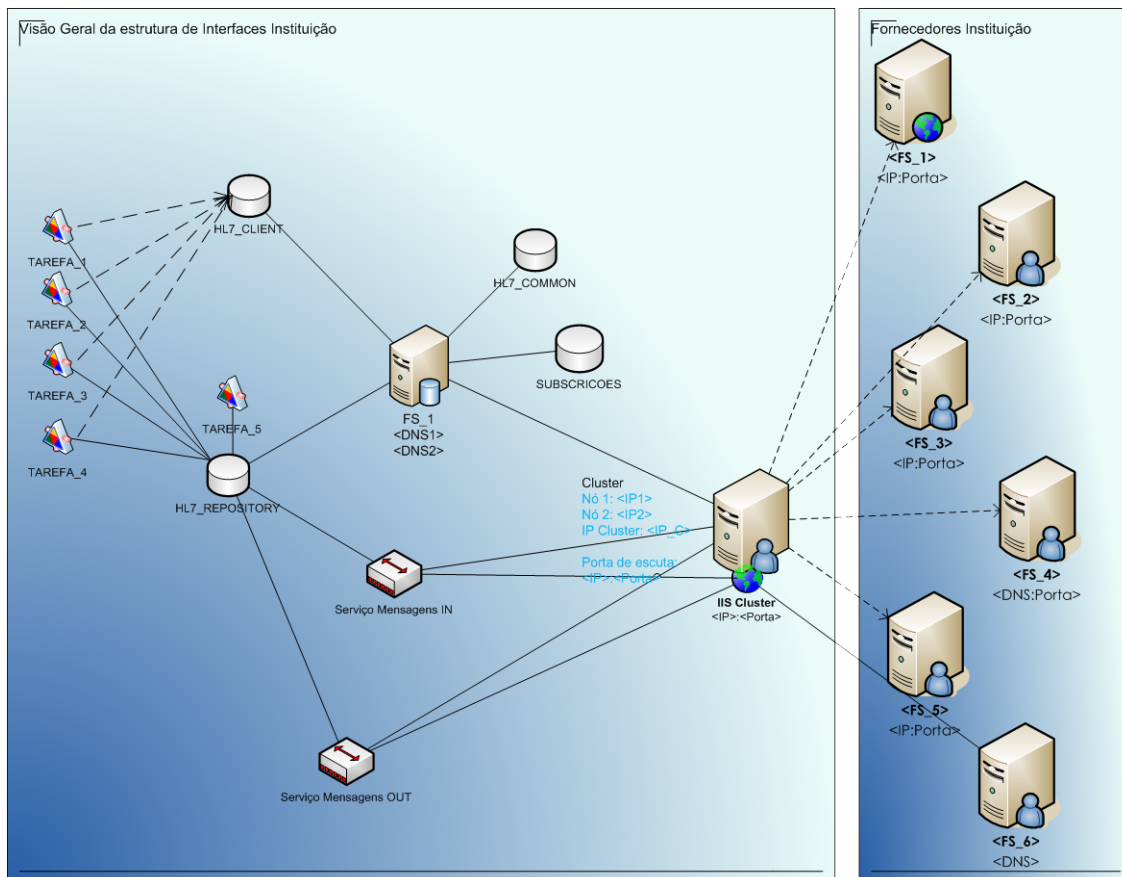 Visão Geral da estrutura de Interfaces Instituição
HL7_CLIENT
TAREFA_1
TAREFA_2
TAREFA_3
TAREFA_4
TAREFA_5
HL7_REPOSITORY
HL7_COMMON
SUBSCRICOES
FS_1
<DNS1>
<DNS2>
Cluster
Nó 1: <IP1>
Nó 2: <IP2>
IP Cluster: <IP_C>
Porta de escuta:
<IP>:<Porta>
IIS Cluster
<IP>:<Porta>
Serviço Mensagens IN
Serviço Mensagens OUT
Fornecedores Instituição
<FS_1>
<IP:Porta>
<FS_2>
<IP:Porta>
<FS_3>
<IP:Porta>
<FS_4>
<DNS:Porta>
<FS_5>
<IP:Porta>
<FS_6>
<DNS>